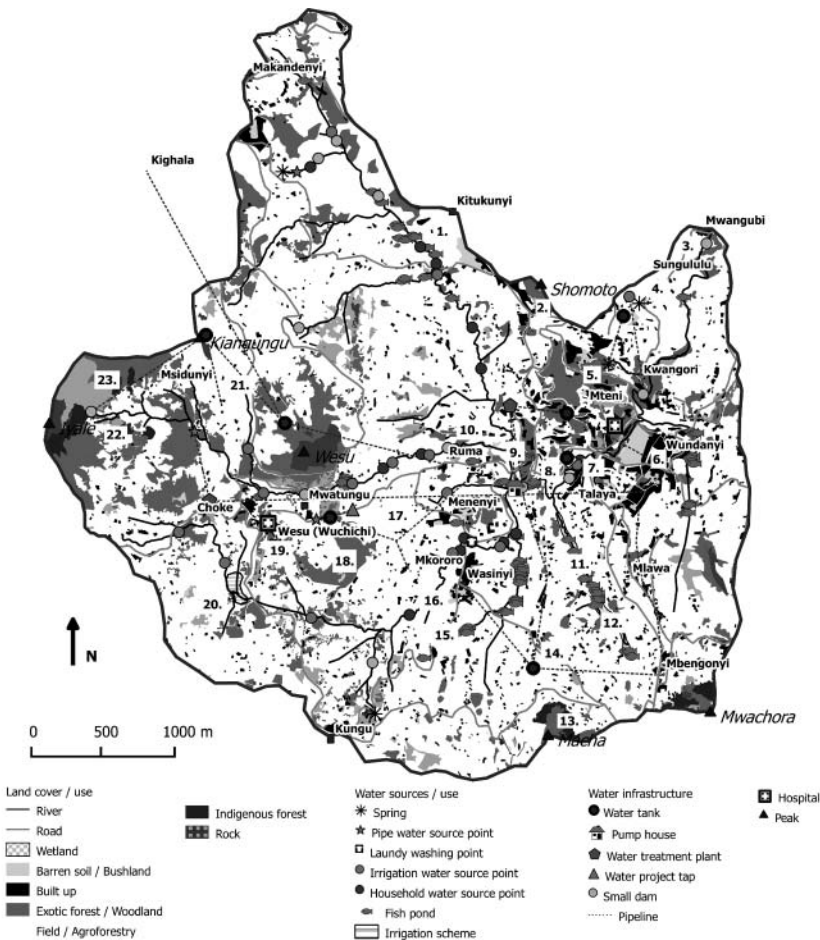 Makandenyi
Kighala
Kitukunyi
1.
Mwangubi
3.
Sungululu
Shomoto
4.
2.
Kiangungu
Msidunyi
23.
21.
5.
Kwangori
Mteni
22.
Iyale
Wesu
10.
Ruma
9.
Wundanyi
6.
8.
7.
Talaya
Choke
Mwatungu
Menenyi
17.
Wesu (Wuchichi)
19.
18.
Mkororo
Wasinyi
11.
Mlawa
20.
16.
15.
12.
14.
Mbengonyi
N
Kungu
13.
Macha
Mwachora
0 500 1000 m
Land cover / use
River
Road
Wetland
Barren soil / Bushland
Built up
Exotic forest / Woodland
Field / Agroforestry
Indigenous forest
Rock
Water sources / use
Spring
Pipe water source point
Laundy washing point
Irrigation water source point
Household water source point
Fish pond
Irrigation scheme
Water infrastructure
Water tank
Pump house
Water treatment plant
Water project tap
Small dam
Pipeline
Hospital
Peak